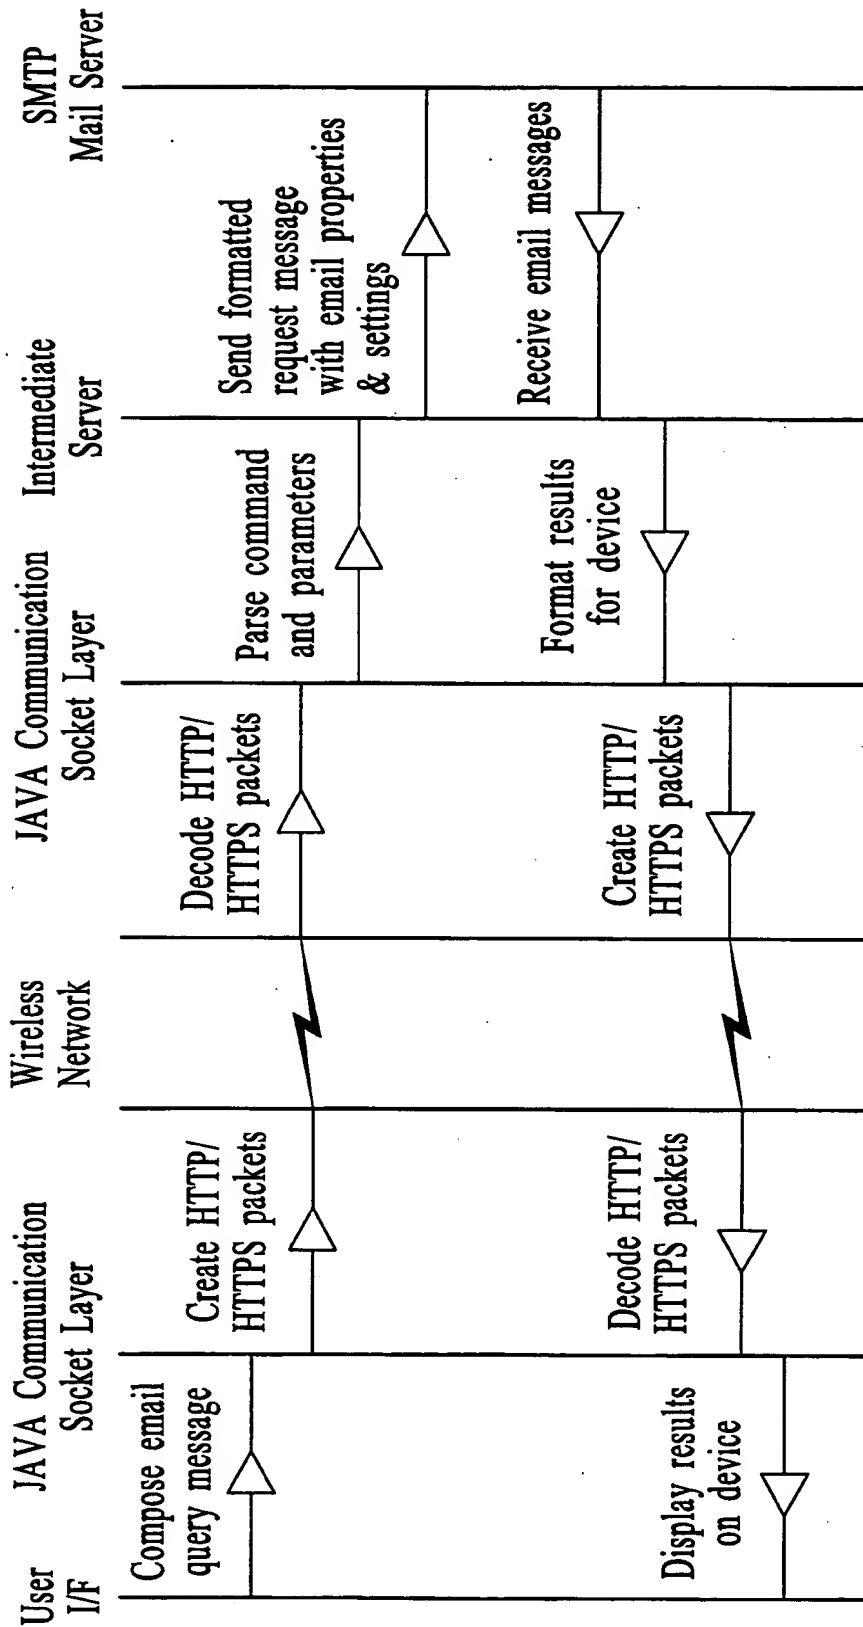 User
I/F
JAVA Communication
Socket Layer
Wireless
Network
JAVA Communication
Socket Layer
Intermediate
Server
SMTP
Mail Server
Compose email
query message
Create HTTP/
HTTPS packets
Decode HTTP/
HTTPS packets
Parse command
and parameters
Send formatted
request message
with email properties
& settings
Receive email messages
Format results
for device
Create HTTP/
HTTPS packets
Decode HTTP/
HTTPS packets
Display results
on device